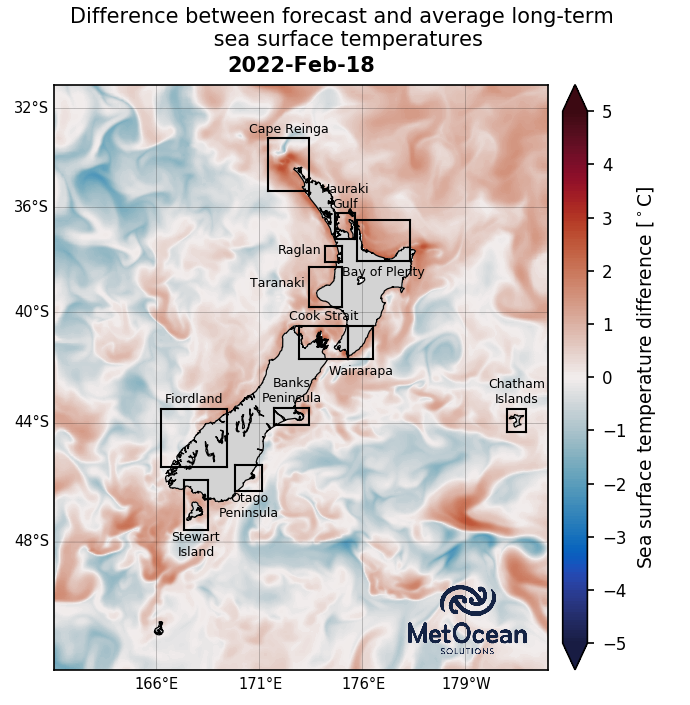 Difference between forecast and average long-term
sea surface temperatures
2022-Feb-18
32°S
36°S
40°S
44°S
48°S
166°E
171°E
176°E
179°W
Cape Reinga
Hauraki
Gulf
Raglan
Bay of Plenty
Taranaki
Cook Strait
Wairarapa
Banks
Peninsula
Fiordland
Chatham
Islands
Otago
Peninsula
Stewart
Island
MetOcean
SOLUTIONS
5
4
3
2
1
0
−1
−2
−3
−4
−5
Sea surface temperature difference [°C]